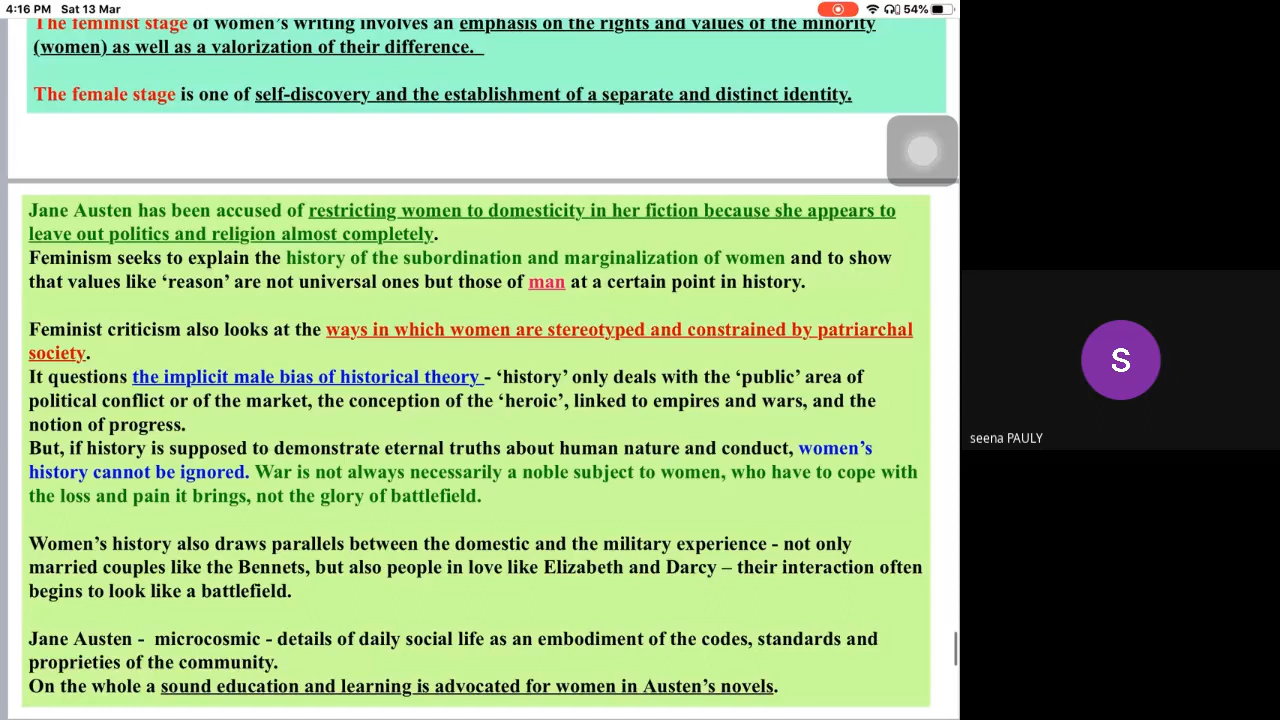 4:16 PM Sat 13 Mar
54%
The feminist stage of women's writing involves an emphasis on the rights and values of the minority
(women) as well as a valorization of their difference.
The female stage is one of self-discovery and the establishment of a separate and distinct identity.
Jane Austen has been accused of restricting women to domesticity in her fiction because she appears to
leave out politics and religion almost completely.
Feminism seeks to explain the history of the subordination and marginalization of women and to show
that values like ‘reason’ are not universal ones but those of man at a certain point in history.
Feminist criticism also looks at the ways in which women are stereotyped and constrained by patriarchal
society.
It questions the implicit male bias of historical theory - ‘history’ only deals with the ‘public’ area of
political conflict or of the market, the conception of the ‘heroic’, linked to empires and wars, and the
notion of progress.
But, if history is supposed to demonstrate eternal truths about human nature and conduct, women’s
history cannot be ignored. War is not always necessarily a noble subject to women, who have to cope with
the loss and pain it brings, not the glory of battlefield.
Women’s history also draws parallels between the domestic and the military experience - not only
married couples like the Bennets, but also people in love like Elizabeth and Darcy – their interaction often
begins to look like a battlefield.
Jane Austen - microcosmic - details of daily social life as an embodiment of the codes, standards and
proprieties of the community.
On the whole a sound education and learning is advocated for women in Austen’s novels.
S
seena PAULY